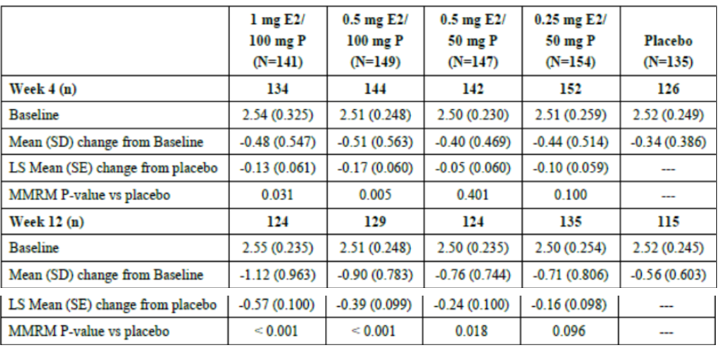 1 mg E2/ 0.5 mg E2/ 0.5 mg E2/ 0.25 mg E2/
100 mg P 100 mg P 50 mg P 50 mg P Placebo
(N=141) (N=149) (N=147) (N=154) (N=135)
Week 4 (n) 134 144 142 152 126
Baseline 2.54 (0.325) 2.51 (0.248) 2.50 (0.230) 2.51 (0.259) 2.52 (0.249)
Mean (SD) change from Baseline -0.48 (0.547) -0.51 (0.563) -0.40 (0.469) -0.44 (0.514) -0.34 (0.386)
LS Mean (SE) change from placebo -0.13 (0.061) -0.17 (0.060) -0.05 (0.060) -0.10 (0.059) ---
MMRM P-value vs placebo 0.031 0.005 0.401 0.100 ---
Week 12 (n) 124 129 124 135 115
Baseline 2.55 (0.235) 2.51 (0.248) 2.50 (0.235) 2.50 (0.254) 2.52 (0.245)
Mean (SD) change from Baseline -1.12 (0.963) -0.90 (0.783) -0.76 (0.744) -0.71 (0.806) -0.56 (0.603)
LS Mean (SE) change from placebo -0.57 (0.100) -0.39 (0.099) -0.24 (0.100) -0.16 (0.098) ---
MMRM P-value vs placebo < 0.001 < 0.001 0.018 0.096 ---